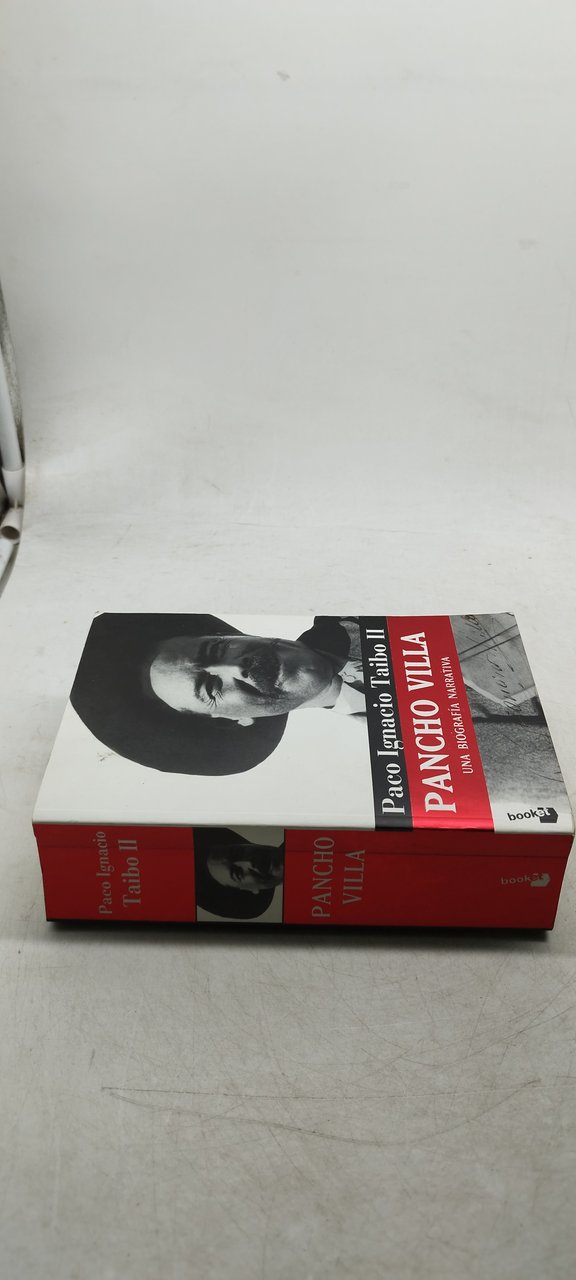 Paco Ignacio Taibo II
PANCHO VILLA
UNA BIOGRAFÍA NARRATIVA
booket
Paco Ignacio
Taibo II
PANCHO
VILLA
booket